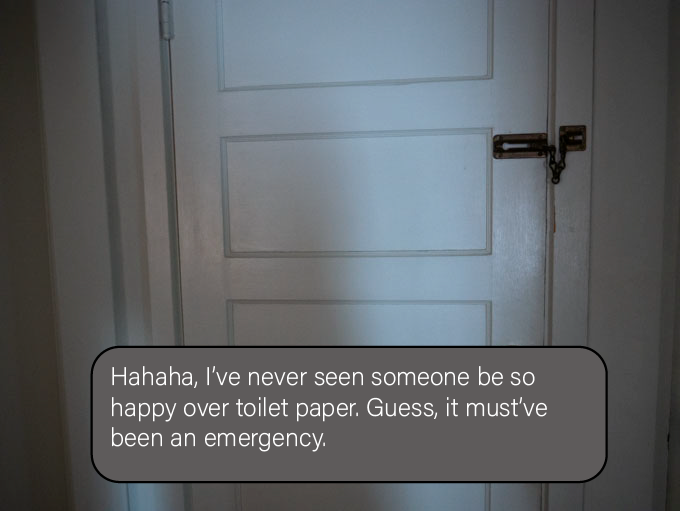 Hahaha, I've never seen someone be so
happy over toilet paper. Guess, it must've
been an emergency.